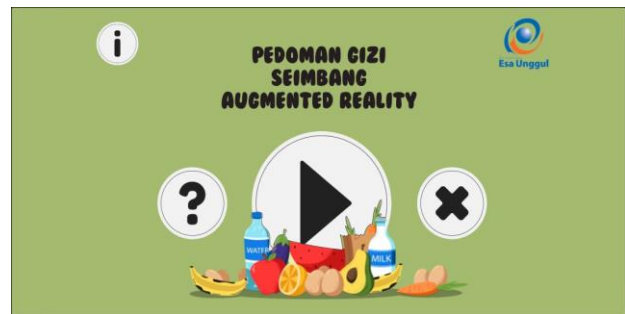 i
PEDOMAN GIZI
SEIMBANG
AUGMENTED REALITY
Esa Unggul
?
WATER
MILK